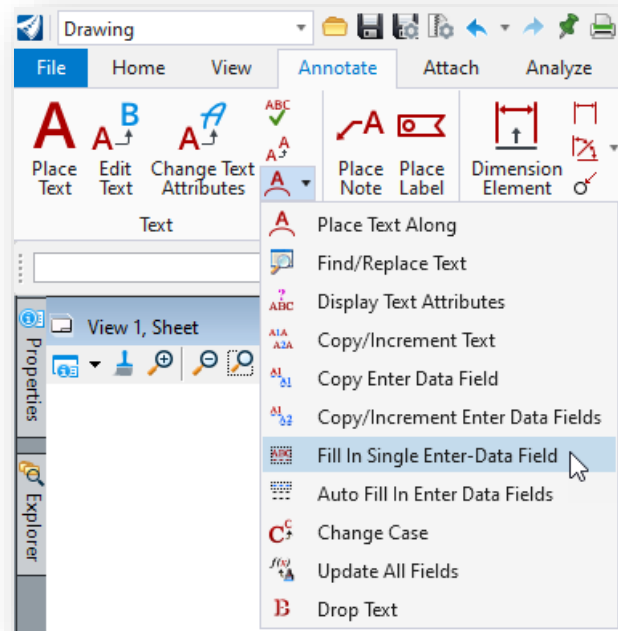 Drawing
File Home View Annotate Attach Analyze
Place Text
Edit Text
Change Text Attributes
Place Note
Place Label
Dimension Element
Text
Place Text Along
Find/Replace Text
Display Text Attributes
Copy/Increment Text
Copy Enter Data Field
Copy/Increment Enter Data Fields
Fill In Single Enter-Data Field
Auto Fill In Enter Data Fields
Change Case
Update All Fields
Drop Text
View 1, Sheet
Properties
Explorer